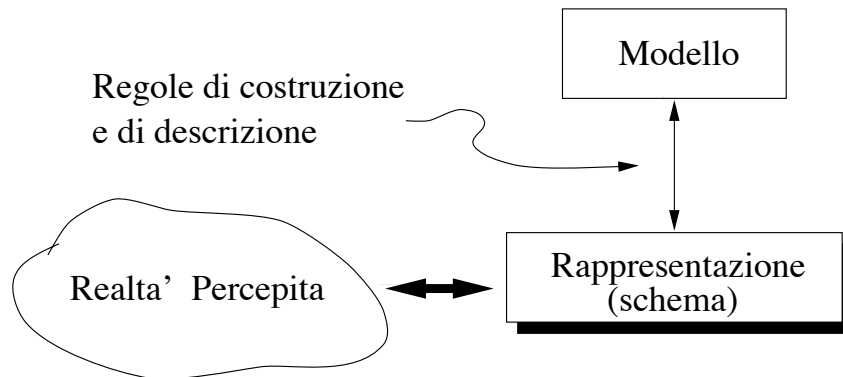 Modello
Regole di costruzione
e di descrizione
Realta' Percepita
Rappresentazione
(schema)